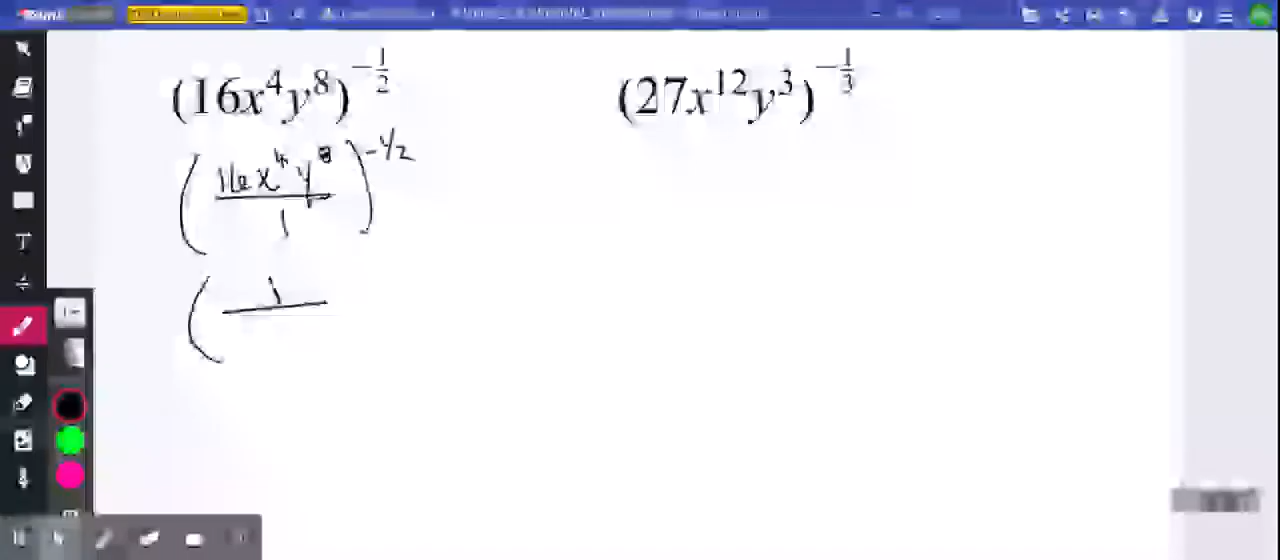 (16x⁴y⁸)^{-1/2}
(27x¹²y³)^{-1/3}
(16x⁴y⁸/1)^{-1/2}
(1/